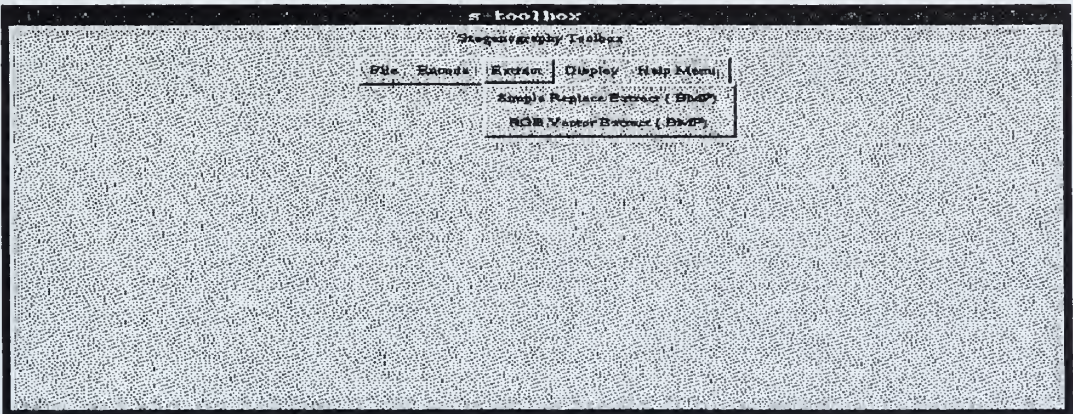 s-toolbox
Steganography Toolbox
File Encode Extract Display Help Menu
Simple Replace Extract (.BMP)
RGB Vector Extract (.BMP)